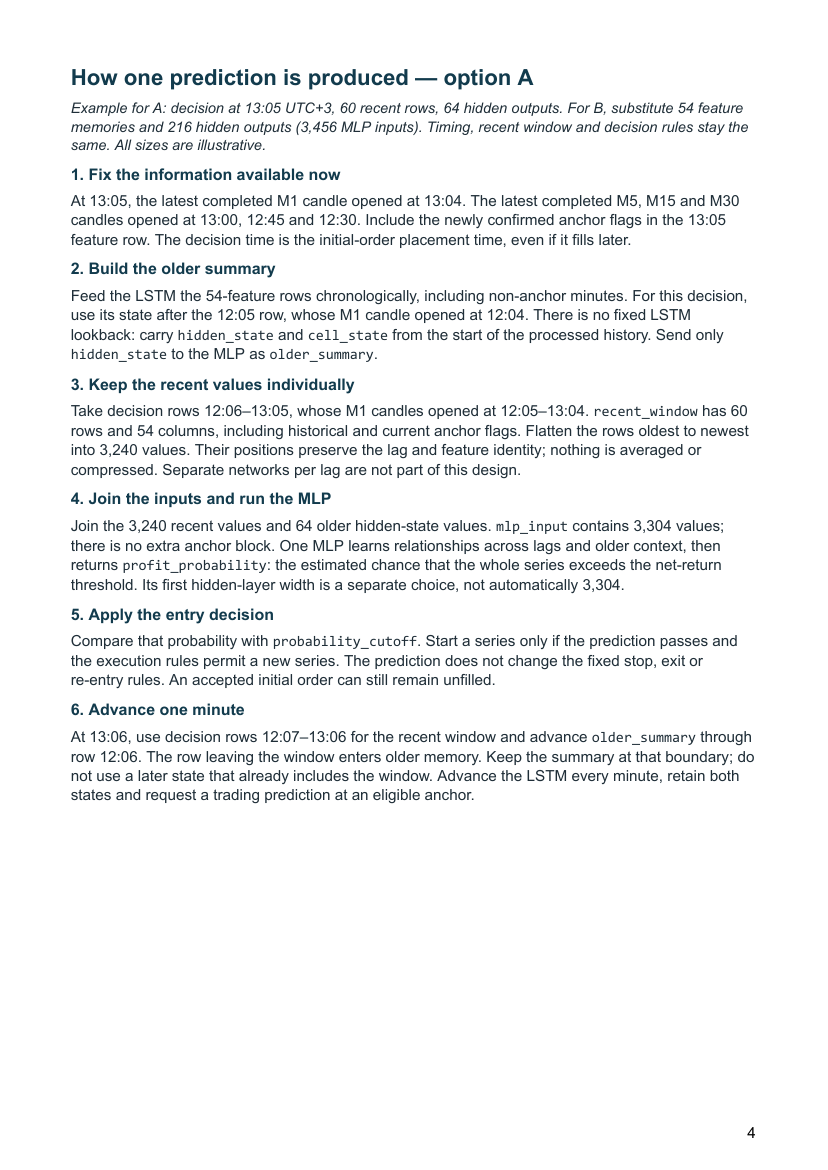 How one prediction is produced — option A
Example for A: decision at 13:05 UTC+3, 60 recent rows, 64 hidden outputs. For B, substitute 54 feature
memories and 216 hidden outputs (3,456 MLP inputs). Timing, recent window and decision rules stay the
same. All sizes are illustrative.
1. Fix the information available now
At 13:05, the latest completed M1 candle opened at 13:04. The latest completed M5, M15 and M30
candles opened at 13:00, 12:45 and 12:30. Include the newly confirmed anchor flags in the 13:05
feature row. The decision time is the initial-order placement time, even if it fills later.
2. Build the older summary
Feed the LSTM the 54-feature rows chronologically, including non-anchor minutes. For this decision,
use its state after the 12:05 row, whose M1 candle opened at 12:04. There is no fixed LSTM
lookback: carry hidden_state and cell_state from the start of the processed history. Send only
hidden_state to the MLP as older_summary.
3. Keep the recent values individually
Take decision rows 12:06–13:05, whose M1 candles opened at 12:05–13:04. recent_window has 60
rows and 54 columns, including historical and current anchor flags. Flatten the rows oldest to newest
into 3,240 values. Their positions preserve the lag and feature identity; nothing is averaged or
compressed. Separate networks per lag are not part of this design.
4. Join the inputs and run the MLP
Join the 3,240 recent values and 64 older hidden-state values. mlp_input contains 3,304 values;
there is no extra anchor block. One MLP learns relationships across lags and older context, then
returns profit_probability: the estimated chance that the whole series exceeds the net-return
threshold. Its first hidden-layer width is a separate choice, not automatically 3,304.
5. Apply the entry decision
Compare that probability with probability_cutoff. Start a series only if the prediction passes and
the execution rules permit a new series. The prediction does not change the fixed stop, exit or
re-entry rules. An accepted initial order can still remain unfilled.
6. Advance one minute
At 13:06, use decision rows 12:07–13:06 for the recent window and advance older_summary through
row 12:06. The row leaving the window enters older memory. Keep the summary at that boundary; do
not use a later state that already includes the window. Advance the LSTM every minute, retain both
states and request a trading prediction at an eligible anchor.
4